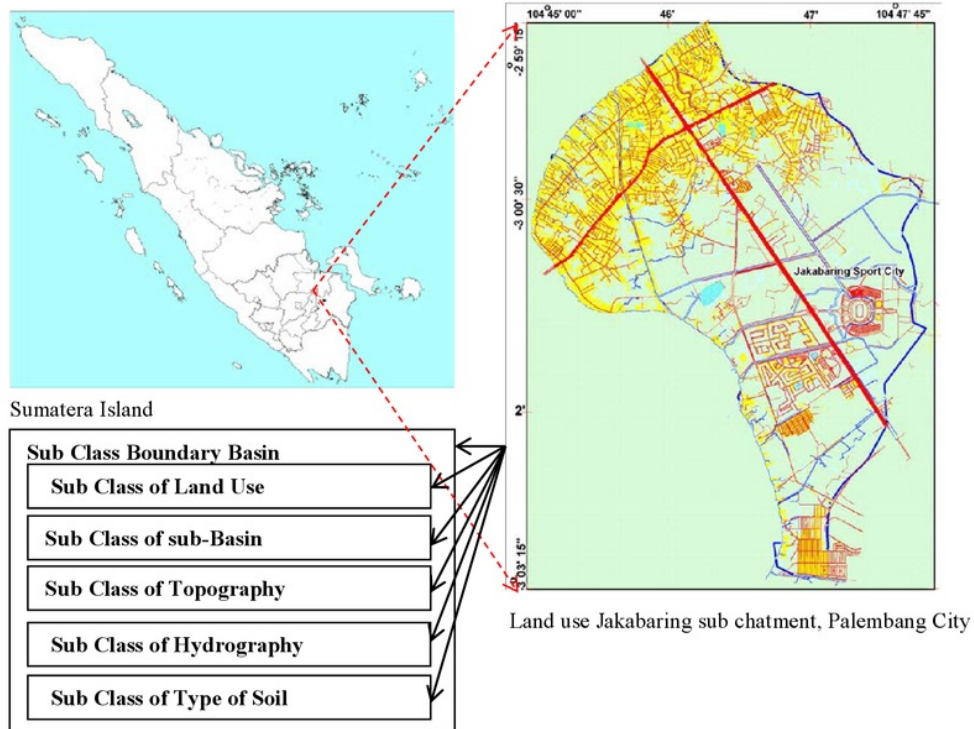 104 45' 00" 46' 47' 104 47' 45"
-2 59' 15"
-3 00' 30"
Jakabaring Sport City
2'
3 03' 15"
Sumatera Island
Sub Class Boundary Basin
Sub Class of Land Use
Sub Class of sub-Basin
Sub Class of Topography
Sub Class of Hydrography
Sub Class of Type of Soil
Land use Jakabaring sub chatment, Palembang City